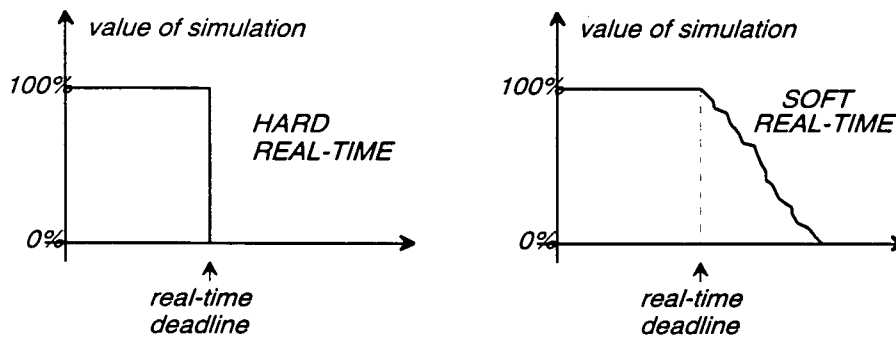 value of simulation
100%
HARD
REAL-TIME
0%
real-time
deadline
value of simulation
100%
SOFT
REAL-TIME
0%
real-time
deadline